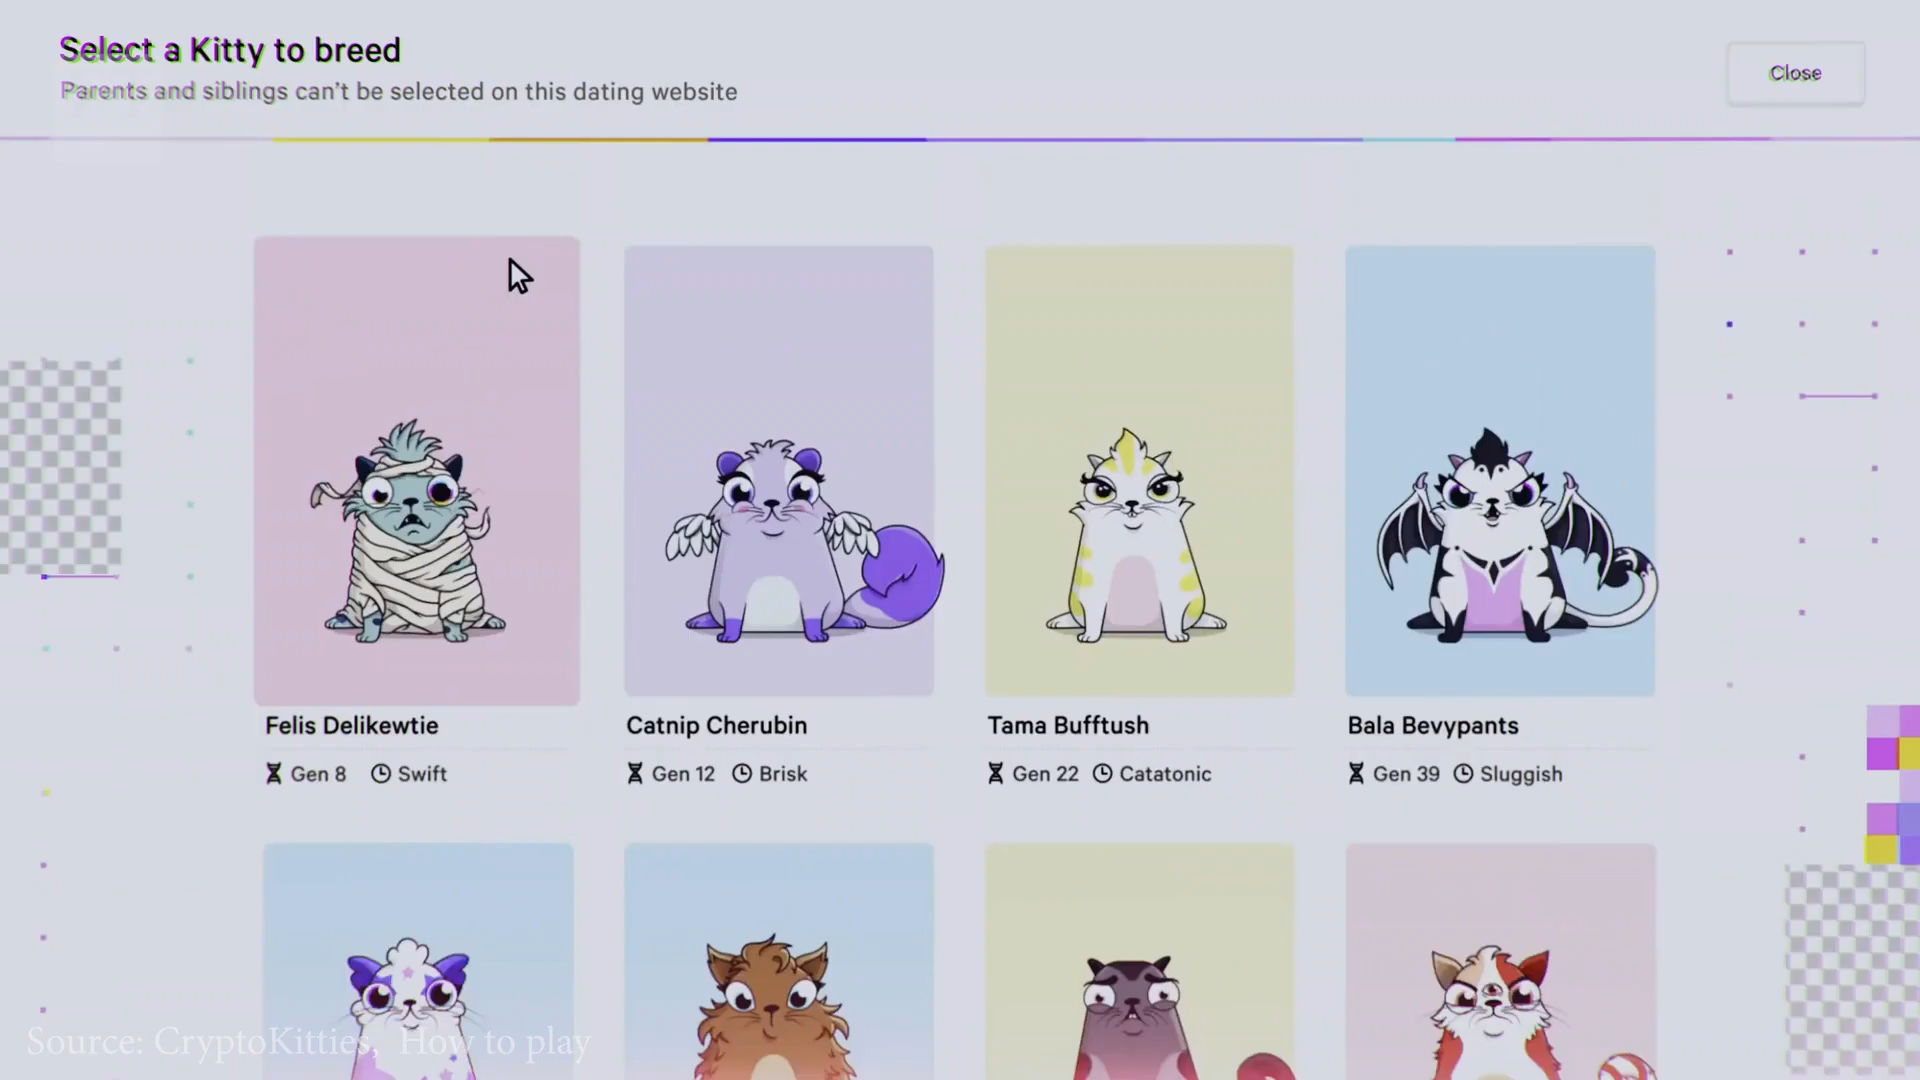 Select a Kitty to breed
Parents and siblings can't be selected on this dating website
Close
Felis Delikewtie
Gen 8 Swift
Catnip Cherubin
Gen 12 Brisk
Tama Bufftush
Gen 22 Catatonic
Bala Bevypants
Gen 39 Sluggish
Source: CryptoKitties, How to play